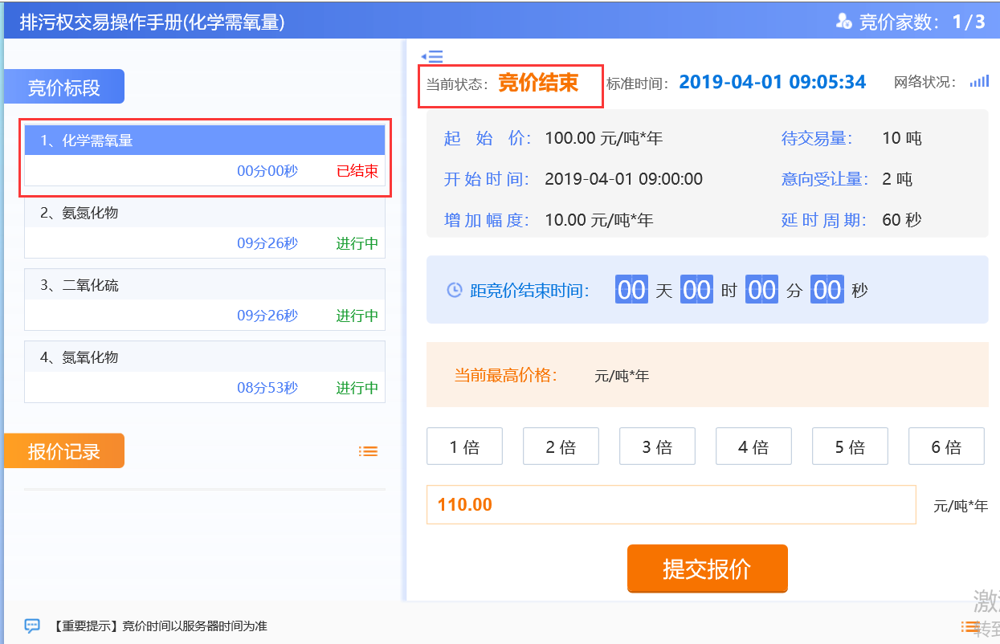 排污权交易操作手册(化学需氧量)
竞价家数：1/3
竞价标段
1、化学需氧量
00分00秒 已结束
2、氨氮化物
09分26秒 进行中
3、二氧化硫
09分26秒 进行中
4、氮氧化物
08分53秒 进行中
报价记录
当前状态：竞价结束 标准时间：2019-04-01 09:05:34 网络状况：
起始价：100.00 元/吨*年 待交易量：10 吨
开始时间：2019-04-01 09:00:00 意向受让量：2 吨
增加幅度：10.00 元/吨*年 延时周期：60 秒
距竞价结束时间：00 天 00 时 00 分 00 秒
当前最高价格： 元/吨*年
1 倍 2 倍 3 倍 4 倍 5 倍 6 倍
110.00 元/吨*年
提交报价
【重要提示】竞价时间以服务器时间为准
激
转到